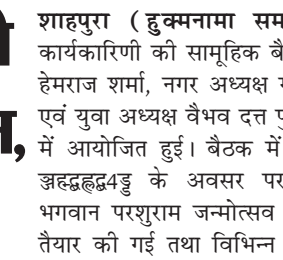 शाहपुरा ( हुक्मनामा सम
कार्यकारिणी की सामूहिक बै
हेमराज शर्मा, नगर अध्यक्ष
एवं युवा अध्यक्ष वैभव दत्त
में आयोजित हुई। बैठक में
के अवसर पर
भगवान परशुराम जन्मोत्सव
तैयार की गई तथा विभिन्न